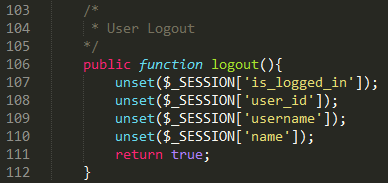 103 /*
104 * User Logout
105 */
106 public function logout(){
107 unset($_SESSION['is_logged_in']);
108 unset($_SESSION['user_id']);
109 unset($_SESSION['username']);
110 unset($_SESSION['name']);
111 return true;
112 }